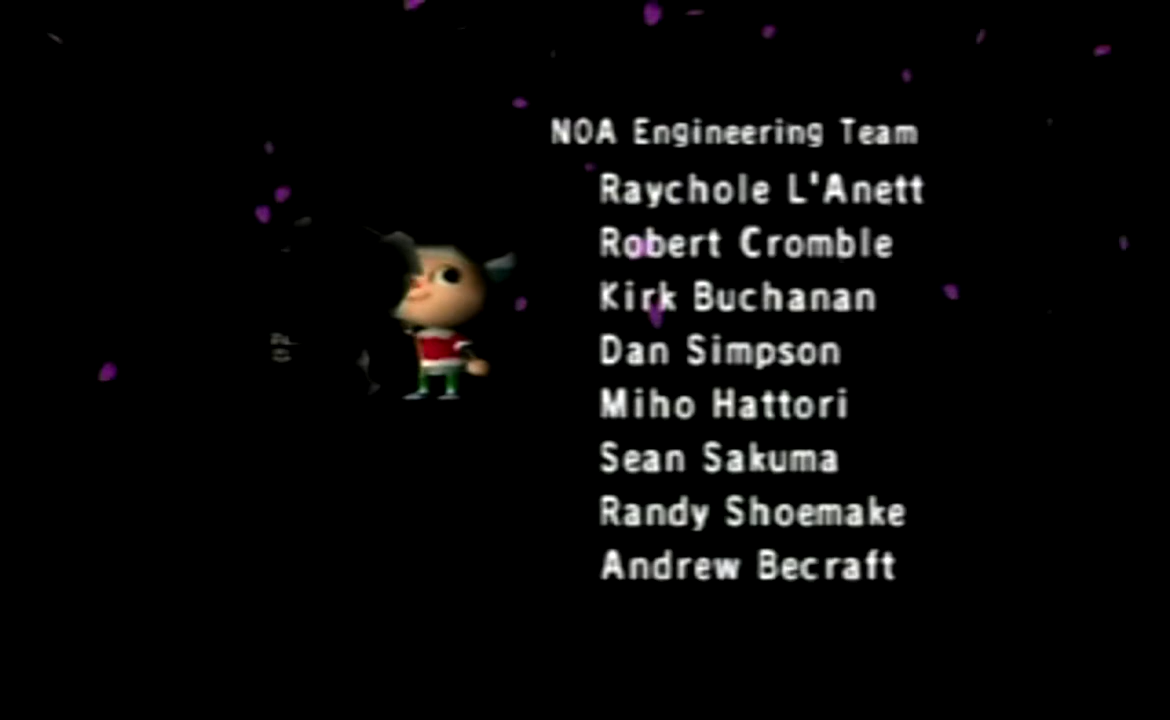 NOA Engineering Team
Raychole L'Anett
Robert Cromble
Kirk Buchanan
Dan Simpson
Miho Hattori
Sean Sakuma
Randy Shoemake
Andrew Becraft